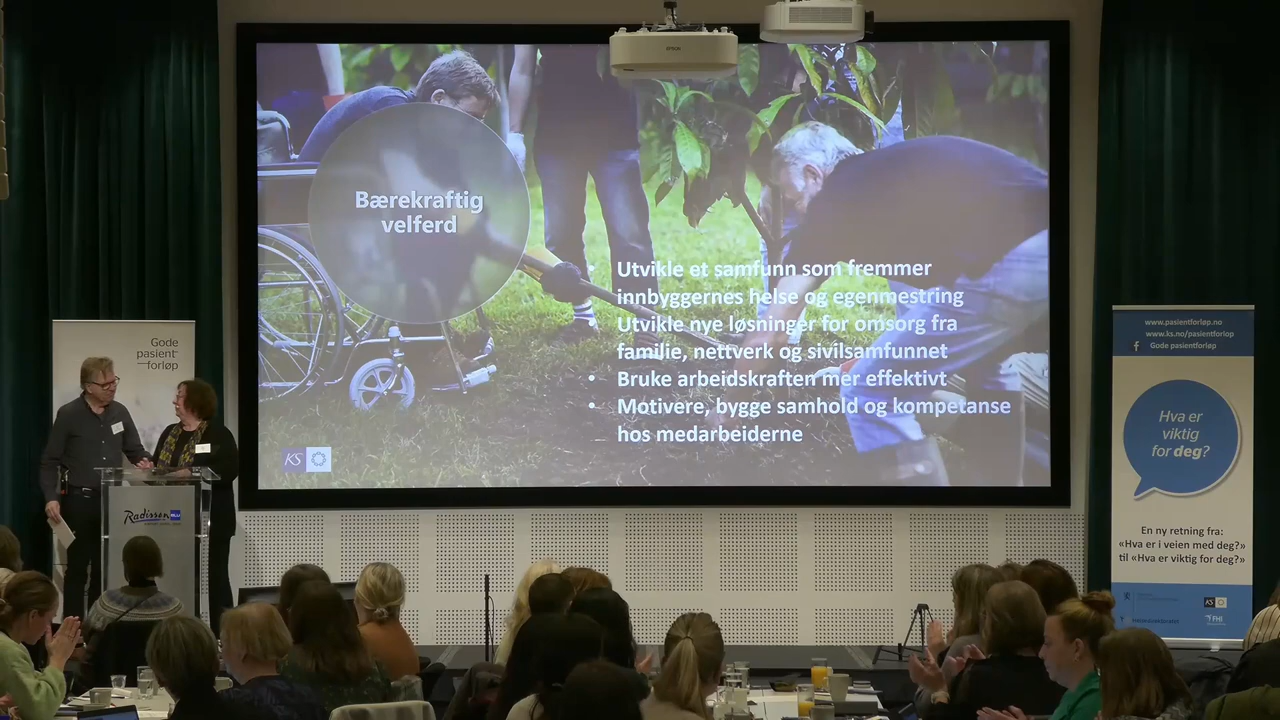 EPSON
Bærekraftig
velferd
• Utvikle et samfunn som fremmer
innbyggernes helse og egenmestring
Utvikle nye løsninger for omsorg fra
familie, nettverk og sivilsamfunnet
• Bruke arbeidskraften mer effektivt
• Motivere, bygge samhold og kompetanse
hos medarbeiderne
KS
Gode
pasient
forløp
Radisson BLU
www.pasientforløp.no
www.ks.no/pasientforløp
Gode pasientforløp
Hva er
viktig
for deg?
En ny retning fra:
«Hva er i veien med deg?»
til «Hva er viktig for deg?»
KS
FHI